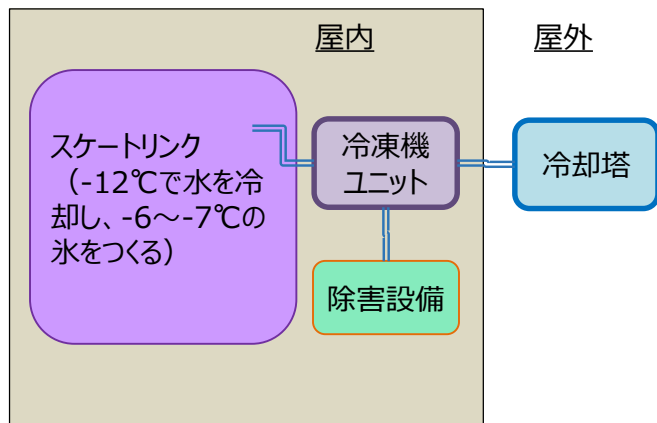 屋内
屋外
スケートリンク
（-12℃で水を冷
却し、-6～-7℃の
氷をつくる）
冷凍機
ユニット
冷却塔
除害設備